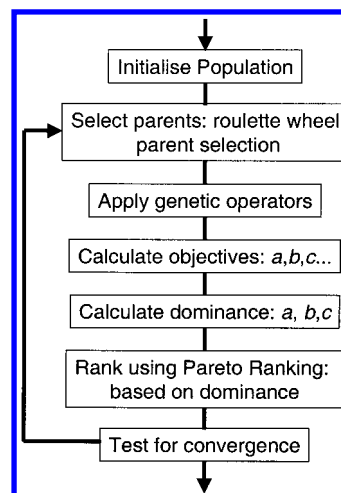 Initialise Population
Select parents: roulette wheel
parent selection
Apply genetic operators
Calculate objectives: a,b,c...
Calculate dominance: a, b,c
Rank using Pareto Ranking:
based on dominance
Test for convergence